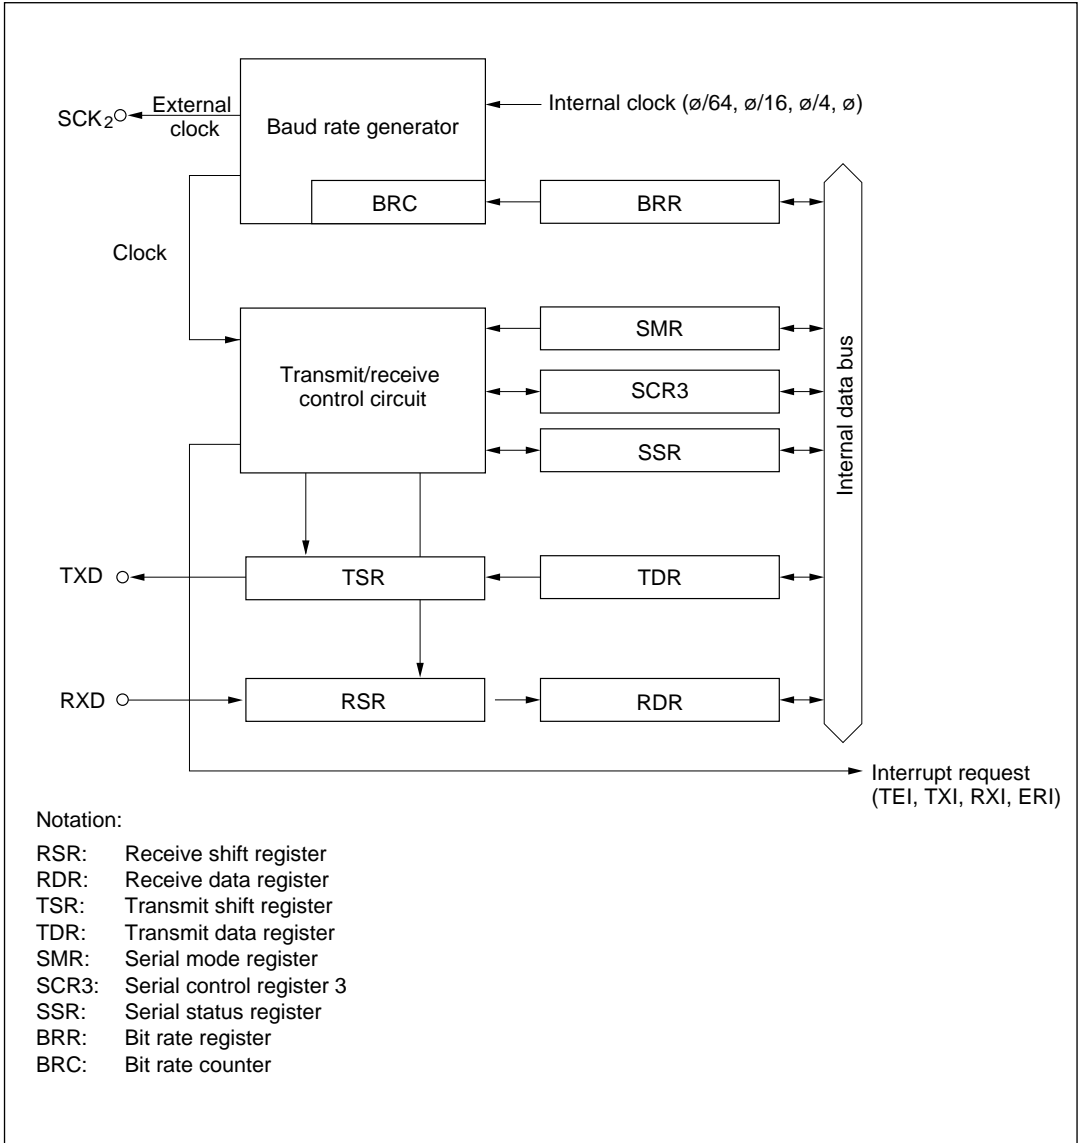 SCK2
External
clock
Baud rate generator
Internal clock (ø/64, ø/16, ø/4, ø)
BRC
BRR
Clock
Transmit/receive
control circuit
SMR
SCR3
SSR
Internal data bus
TXD
TSR
TDR
RXD
RSR
RDR
Interrupt request
(TEI, TXI, RXI, ERI)
Notation:
RSR: Receive shift register
RDR: Receive data register
TSR: Transmit shift register
TDR: Transmit data register
SMR: Serial mode register
SCR3: Serial control register 3
SSR: Serial status register
BRR: Bit rate register
BRC: Bit rate counter